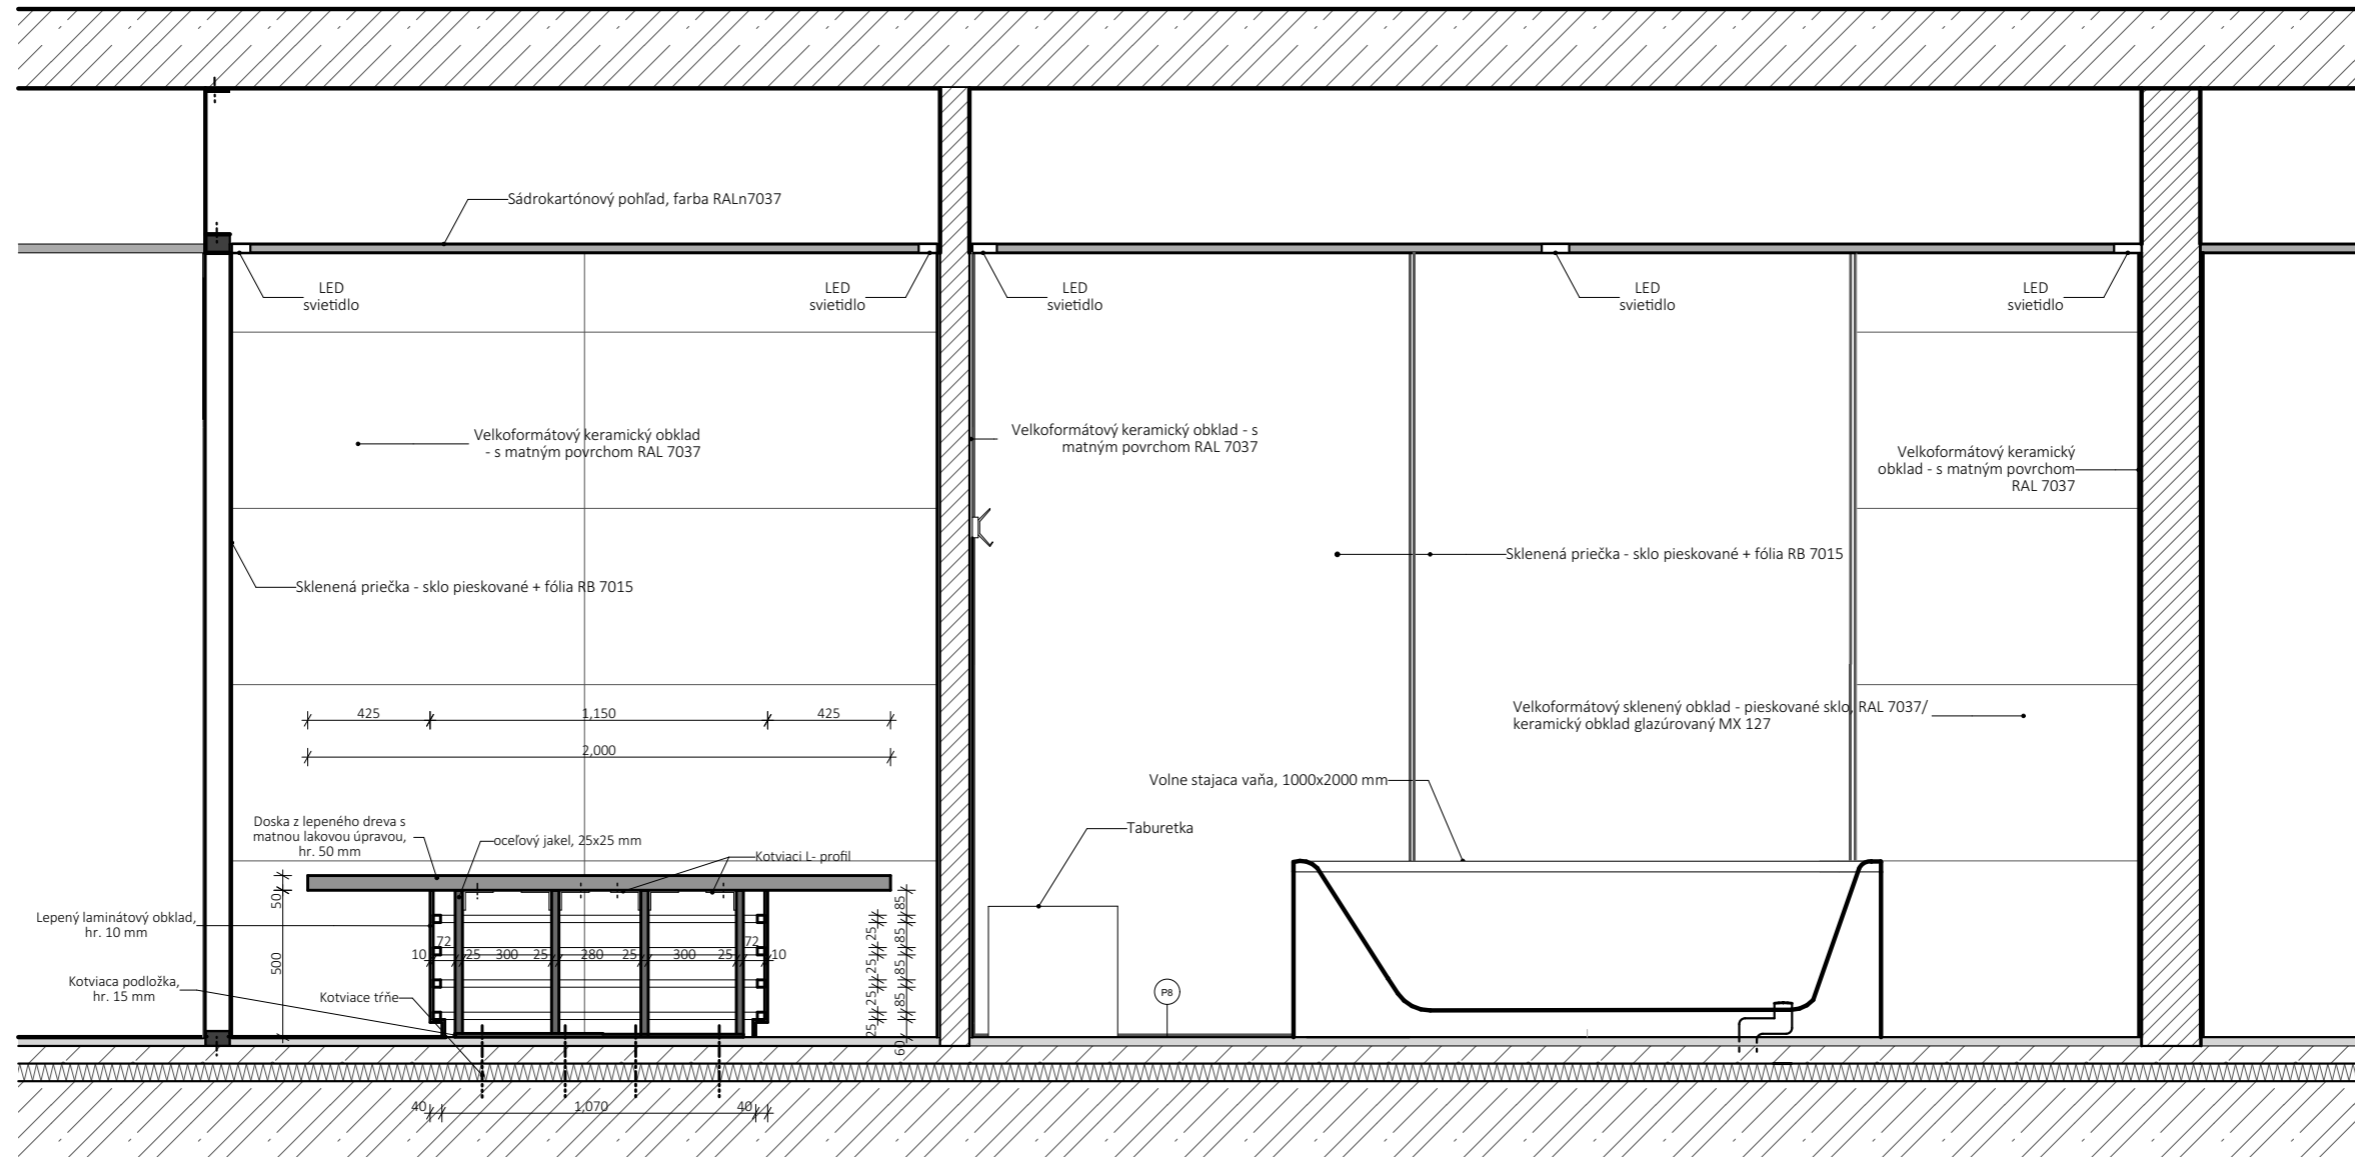 Sádrokartónový pohľad, farba RALn7037
LED
svietidlo
LED
svietidlo
LED
svietidlo
LED
svietidlo
LED
svietidlo
Velkoformátový keramický obklad
- s matným povrchom RAL 7037
Velkoformátový keramický obklad - s
matným povrchom RAL 7037
Velkoformátový keramický
obklad - s matným povrchom
RAL 7037
Sklenená priečka - sklo pieskované + fólia RB 7015
Sklenená priečka - sklo pieskované + fólia RB 7015
425
1,150
425
2,000
Velkoformátový sklenený obklad - pieskované sklo, RAL 7037/
keramický obklad glazúrovaný MX 127
Volne stajaca vaňa, 1000x2000 mm
Taburetka
Doska z lepeného dreva s
matnou lakovou úpravou,
hr. 50 mm
oceľový jakel, 25x25 mm
Kotviaci L- profil
50
500
Lepený laminátový obklad,
hr. 10 mm
10
72
25
300
25
280
25
300
25
72
10
85
25
85
25
85
25
85
25
60
Kotviaca podložka,
hr. 15 mm
Kotviace tŕňe
P8
40
1,070
40